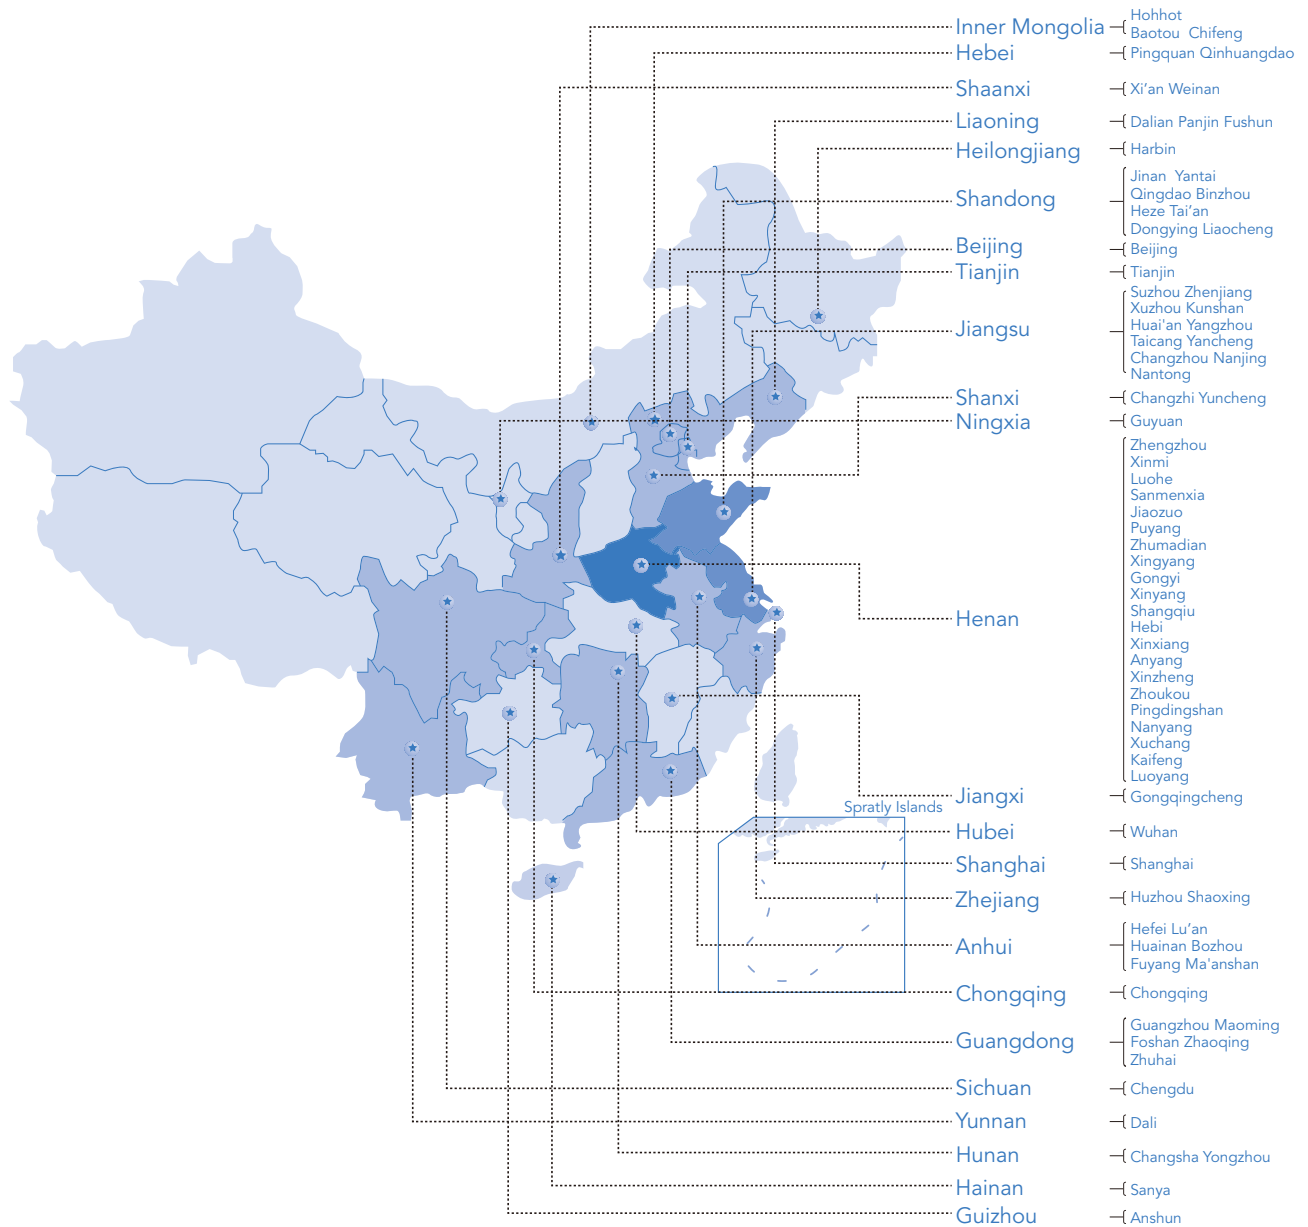 Inner Mongolia
Hohhot
Baotou Chifeng
Hebei
Pingquan Qinhuangdao
Shaanxi
Xi'an Weinan
Liaoning
Dalian Panjin Fushun
Heilongjiang
Harbin
Shandong
Jinan Yantai
Qingdao Binzhou
Heze Tai'an
Dongying Liaocheng
Beijing
Beijing
Tianjin
Tianjin
Jiangsu
Suzhou Zhenjiang
Xuzhou Kunshan
Huai'an Yangzhou
Taicang Yancheng
Changzhou Nanjing
Nantong
Shanxi
Changzhi Yuncheng
Ningxia
Guyuan
Henan
Zhengzhou
Xinmi
Luohe
Sanmenxia
Jiaozuo
Puyang
Zhumadian
Xingyang
Gongyi
Xinyang
Shangqiu
Hebi
Xinxiang
Anyang
Xinzheng
Zhoukou
Pingdingshan
Nanyang
Xuchang
Kaifeng
Luoyang
Jiangxi
Gongqingcheng
Spratly Islands
Hubei
Wuhan
Shanghai
Shanghai
Zhejiang
Huzhou Shaoxing
Anhui
Hefei Lu'an
Huainan Bozhou
Fuyang Ma'anshan
Chongqing
Chongqing
Guangdong
Guangzhou Maoming
Foshan Zhaoqing
Zhuhai
Sichuan
Chengdu
Yunnan
Dali
Hunan
Changsha Yongzhou
Hainan
Sanya
Guizhou
Anshun